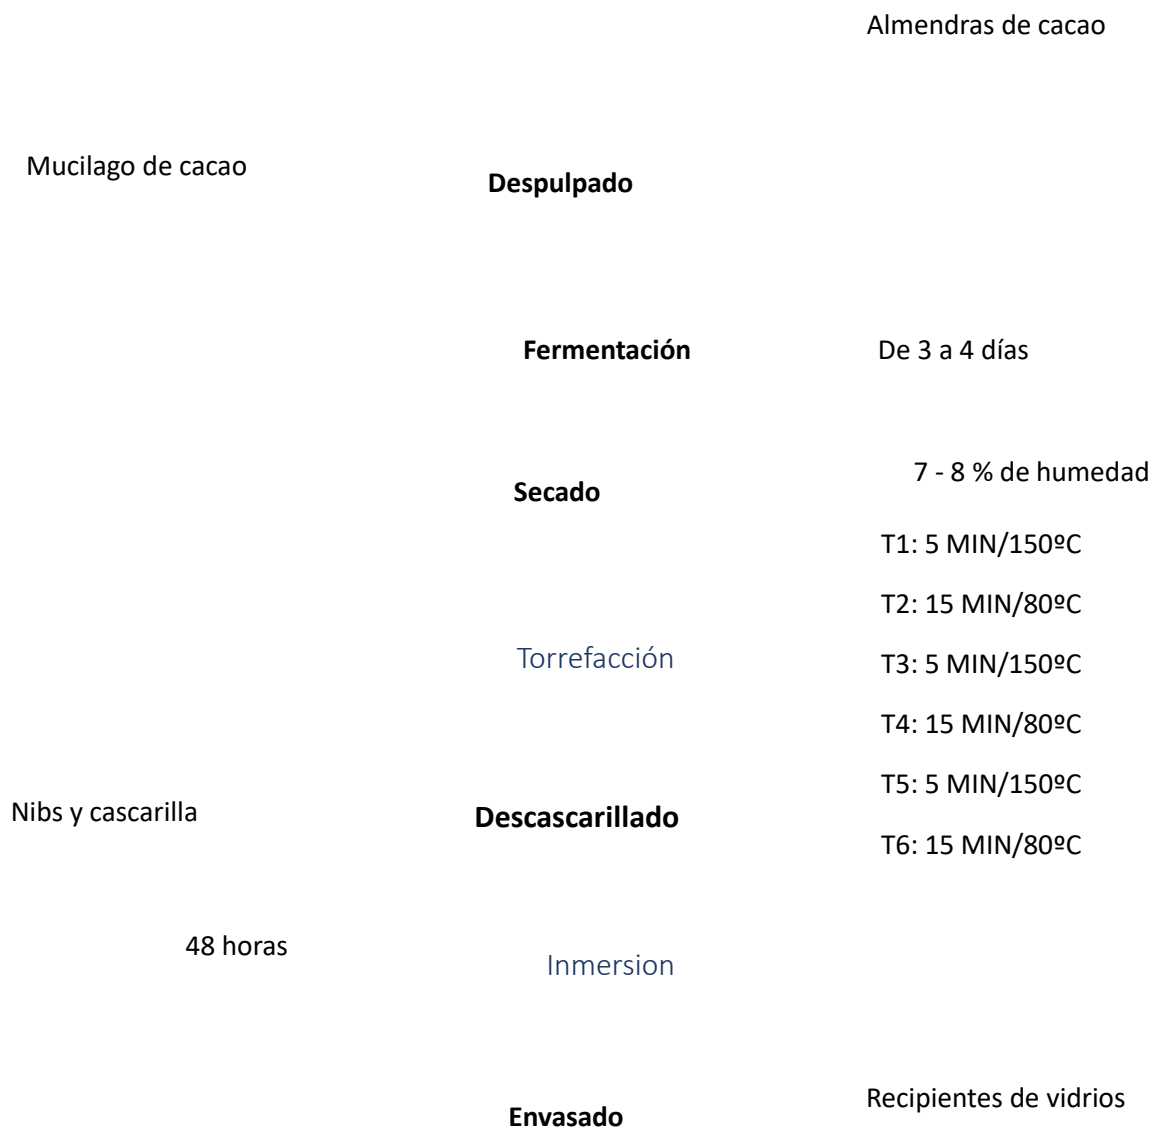 Almendras de cacao
Mucilago de cacao
Despulpado
Fermentación
De 3 a 4 días
7 - 8 % de humedad
Secado
T1: 5 MIN/150ºC
T2: 15 MIN/80ºC
Torrefacción
T3: 5 MIN/150ºC
T4: 15 MIN/80ºC
T5: 5 MIN/150ºC
Nibs y cascarilla
Descascarillado
T6: 15 MIN/80ºC
48 horas
Inmersion
Recipientes de vidrios
Envasado